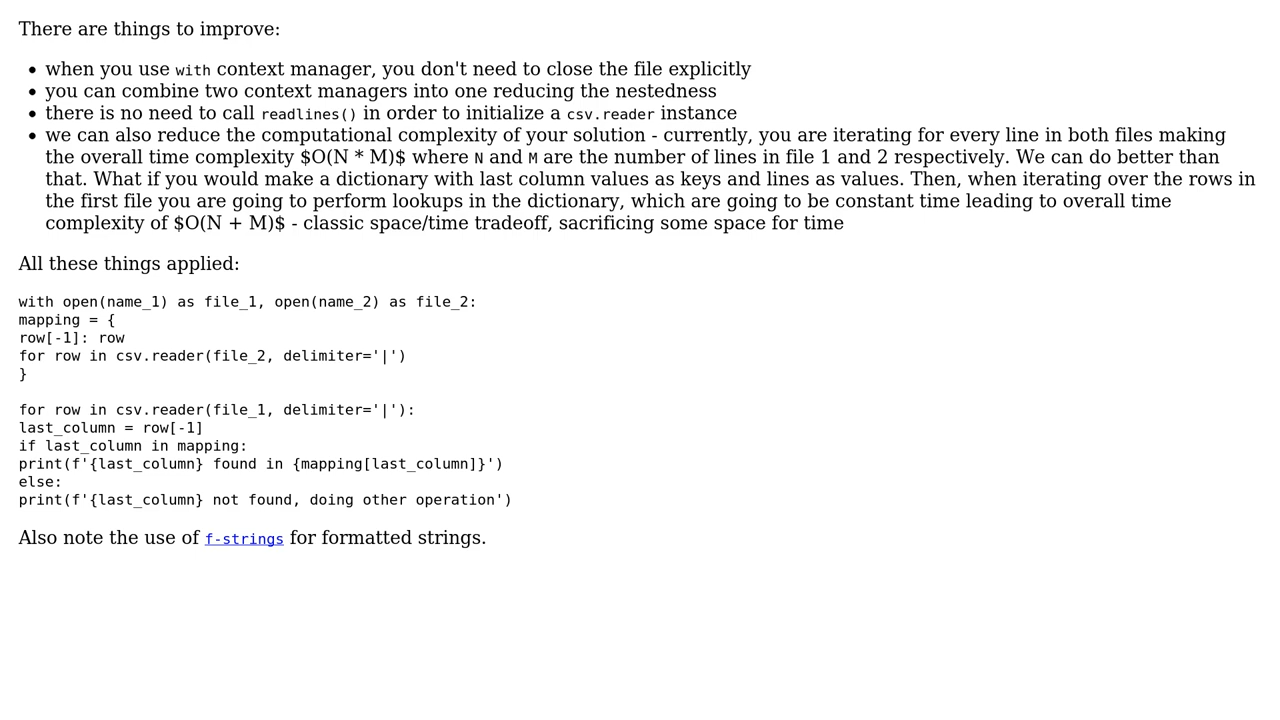 There are things to improve:
when you use with context manager, you don't need to close the file explicitly
you can combine two context managers into one reducing the nestedness
there is no need to call readlines() in order to initialize a csv.reader instance
we can also reduce the computational complexity of your solution - currently, you are iterating for every line in both files making
the overall time complexity $O(N * M)$ where N and M are the number of lines in file 1 and 2 respectively. We can do better than
that. What if you would make a dictionary with last column values as keys and lines as values. Then, when iterating over the rows in
the first file you are going to perform lookups in the dictionary, which are going to be constant time leading to overall time
complexity of $O(N + M)$ - classic space/time tradeoff, sacrificing some space for time
All these things applied:
with open(name_1) as file_1, open(name_2) as file_2:
mapping = {
row[-1]: row
for row in csv.reader(file_2, delimiter='|')
}
for row in csv.reader(file_1, delimiter='|'):
last_column = row[-1]
if last_column in mapping:
print(f'{last_column} found in {mapping[last_column]}')
else:
print(f'{last_column} not found, doing other operation')
Also note the use of f-strings for formatted strings.